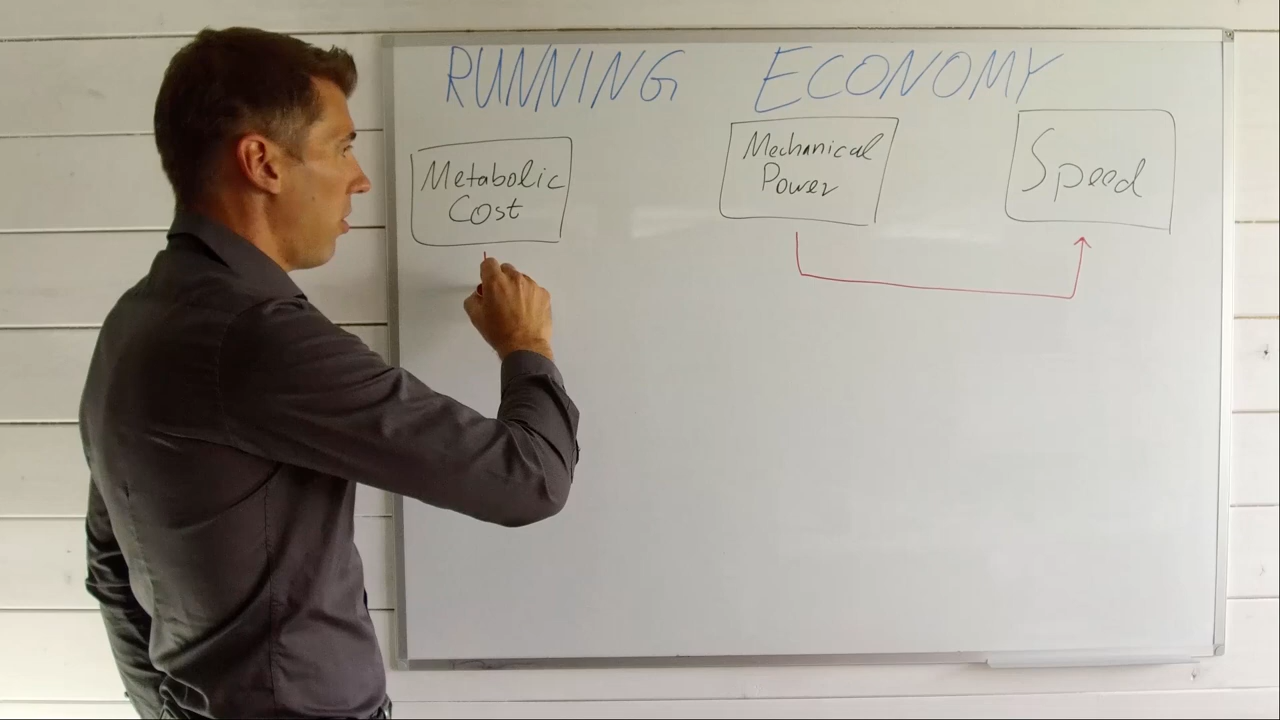 RUNNING ECONOMY
Metabolic
Cost
Mechanical
Power
Speed